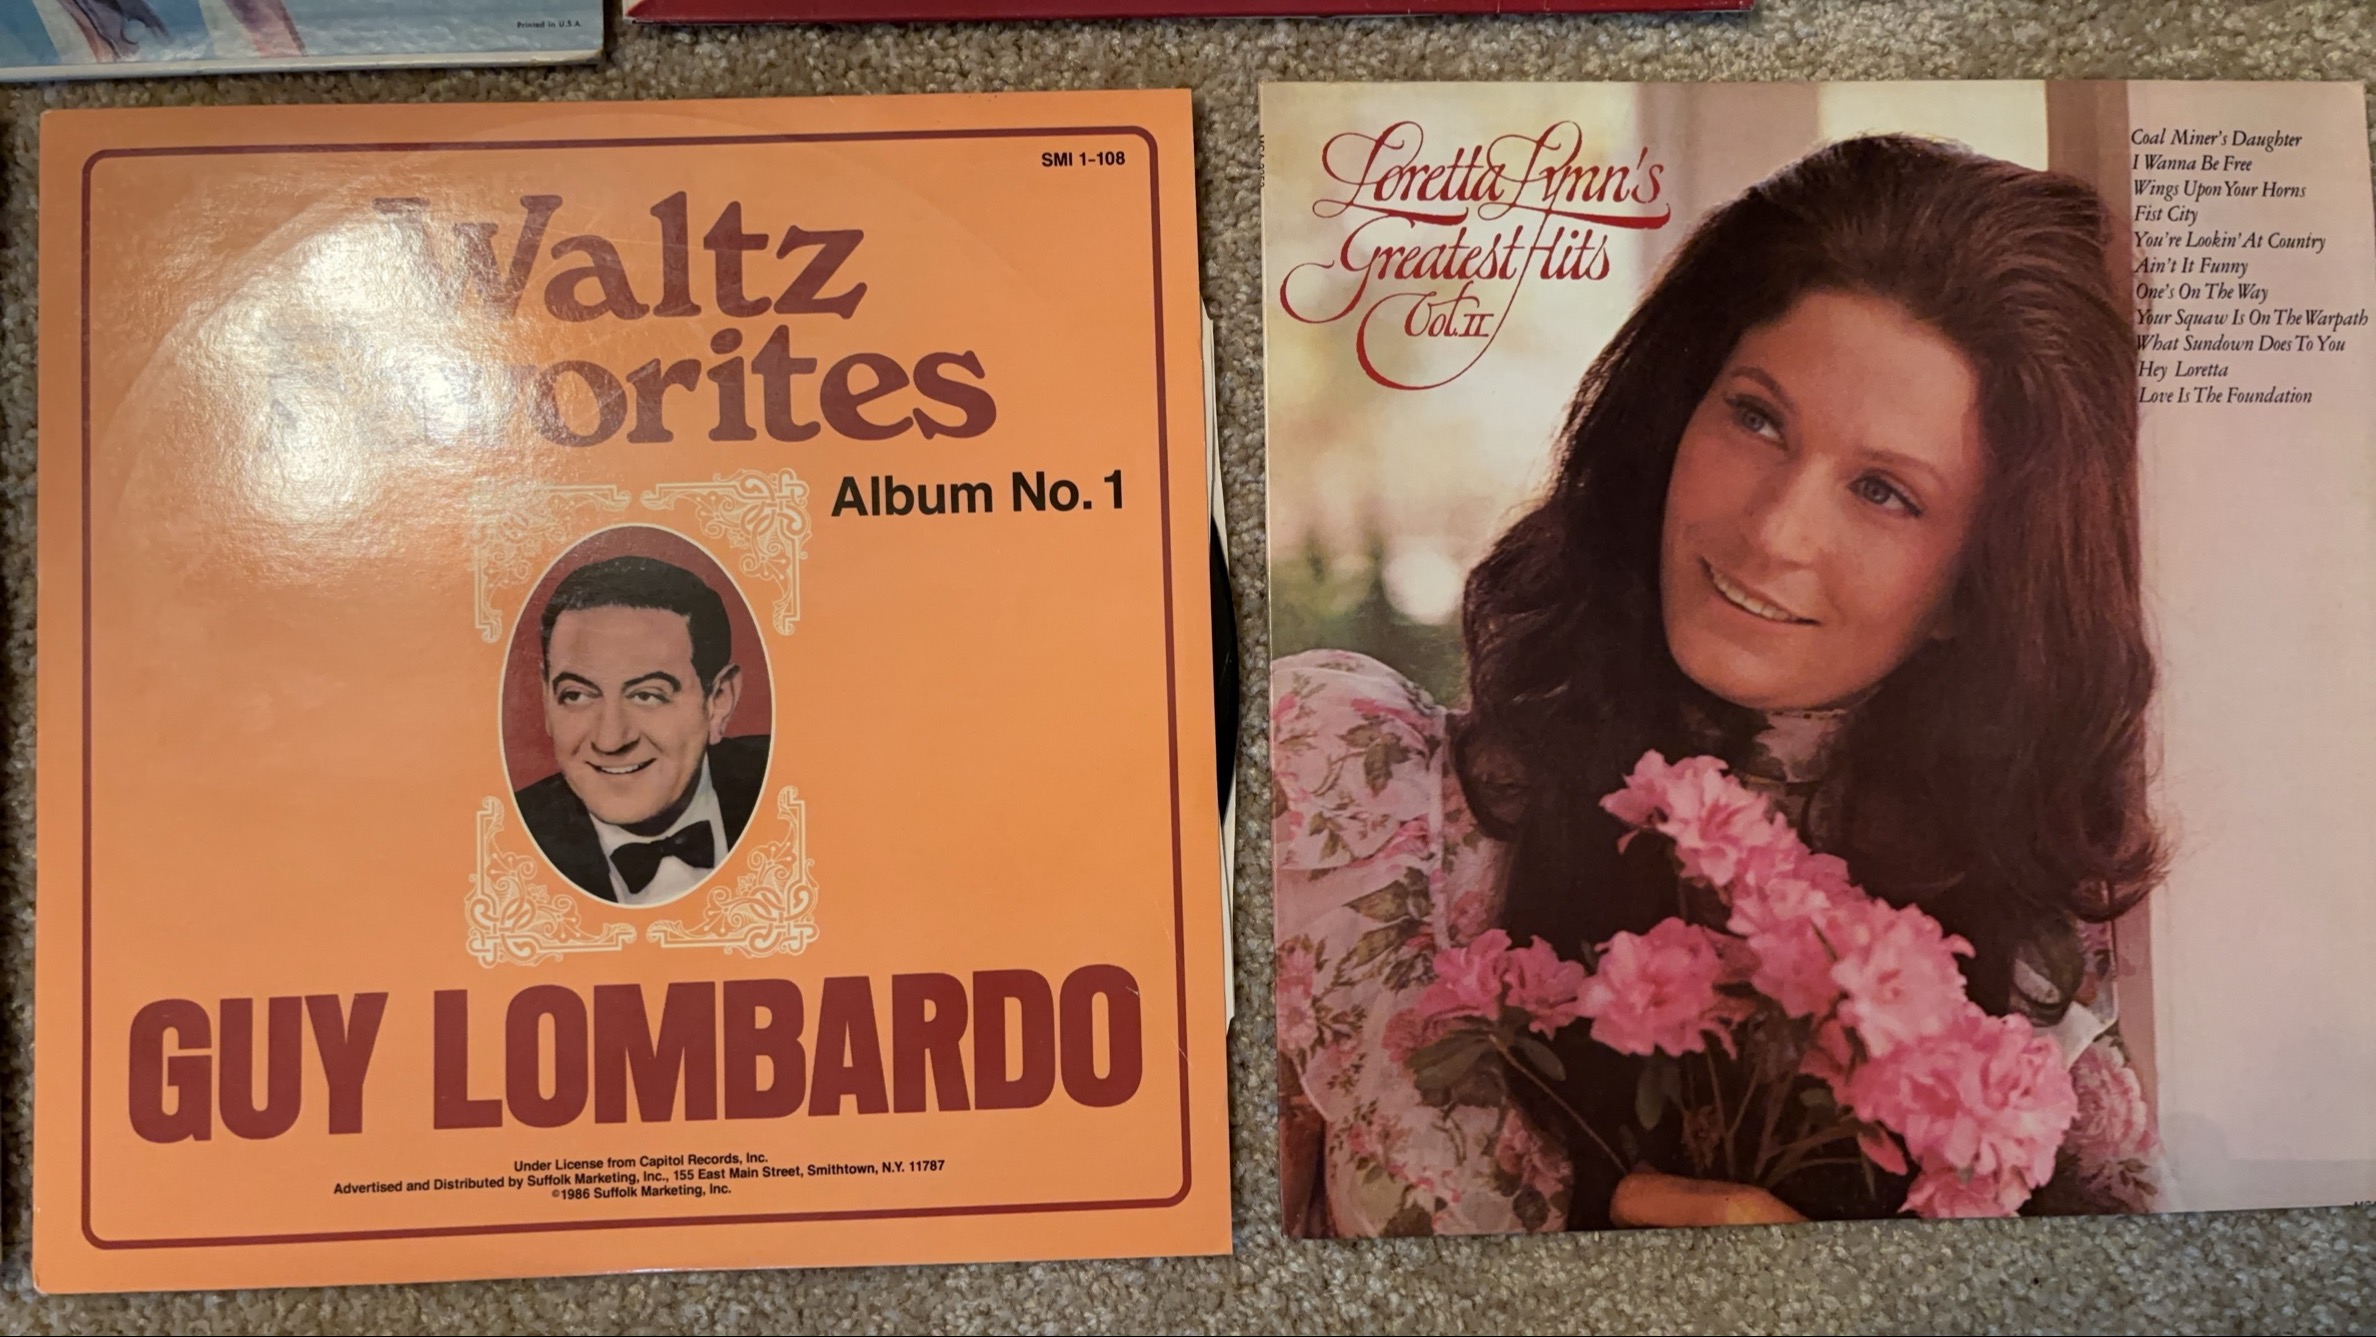 Printed in U.S.A.
SMI 1-108
Waltz
Favorites
Album No. 1
GUY LOMBARDO
Under License from Capitol Records, Inc.
Advertised and Distributed by Suffolk Marketing, Inc., 155 East Main Street, Smithtown, N.Y. 11787
©1986 Suffolk Marketing, Inc.
Loretta Lynn's
Greatest Hits
Vol. II
Coal Miner's Daughter
I Wanna Be Free
Wings Upon Your Horns
Fist City
You're Lookin' At Country
Ain't It Funny
One's On The Way
Your Squaw Is On The Warpath
What Sundown Does To You
Hey Loretta
Love Is The Foundation